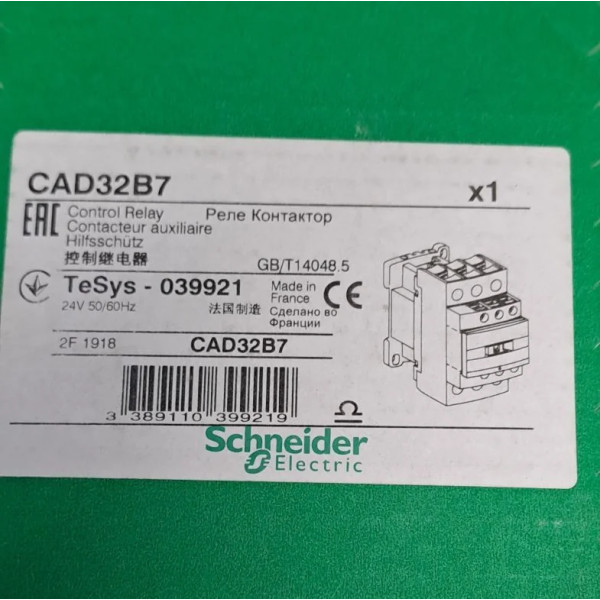 CAD32B7
x1
EAC Control Relay Реле Контактор
Contacteur auxiliaire
Hilfsschütz
控制继电器
GB/T14048.5
TeSys - 039921
24V 50/60Hz
Made in
France
CE
法国制造
Сделано во
Франции
2F 1918
CAD32B7
3 389110 399219
Schneider
Electric